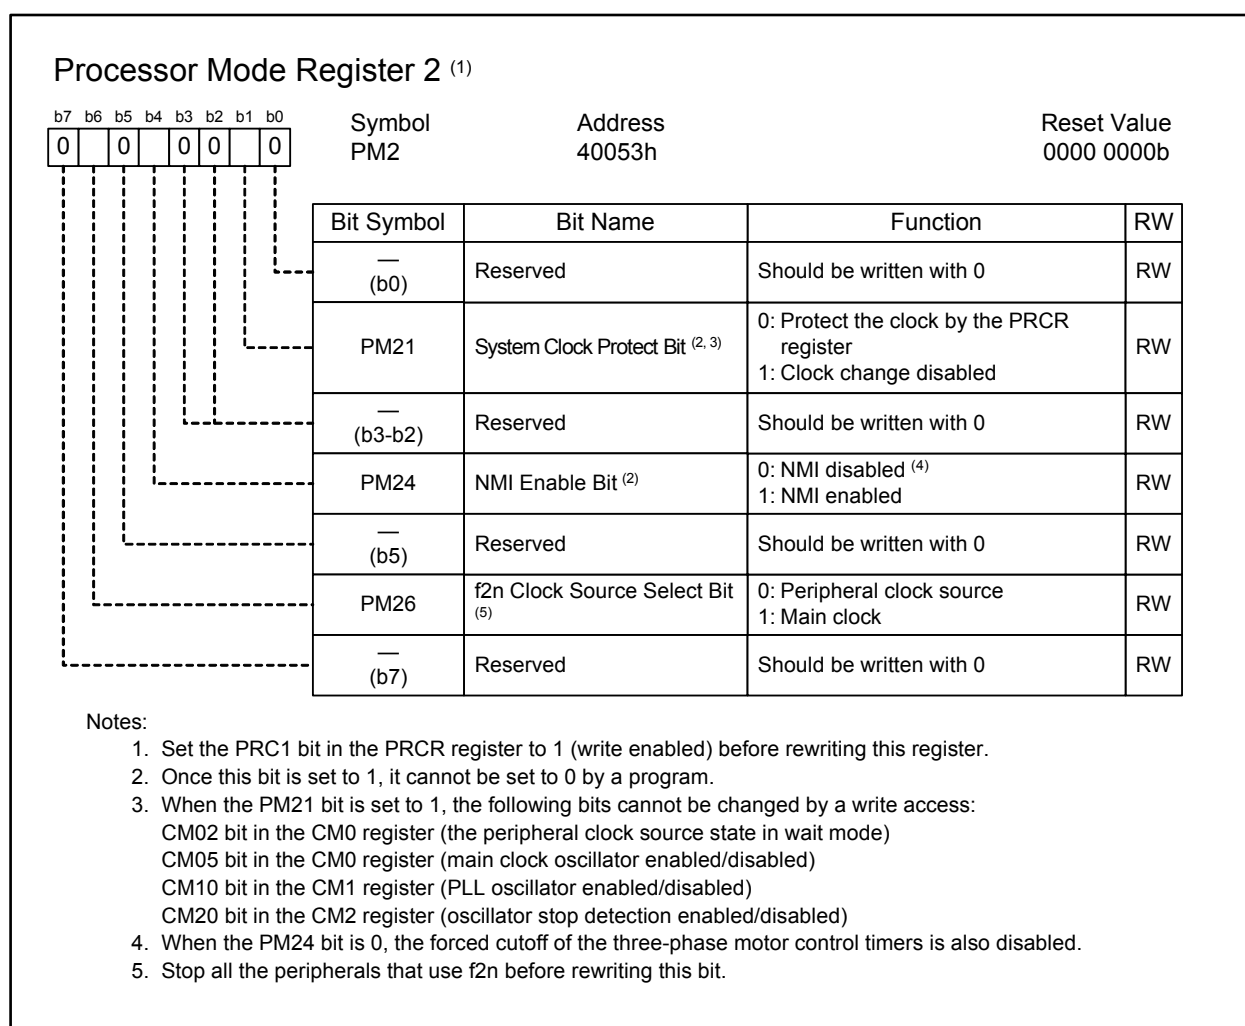 Processor Mode Register 2 (1)
b7 b6 b5 b4 b3 b2 b1 b0
0 0 0 0 0
Symbol Address Reset Value
PM2 40053h 0000 0000b
Bit Symbol Bit Name Function RW
—
(b0) Reserved Should be written with 0 RW
PM21 System Clock Protect Bit (2, 3) 0: Protect the clock by the PRCR
register
1: Clock change disabled RW
—
(b3-b2) Reserved Should be written with 0 RW
PM24 NMI Enable Bit (2) 0: NMI disabled (4)
1: NMI enabled RW
—
(b5) Reserved Should be written with 0 RW
PM26 f2n Clock Source Select Bit
(5) 0: Peripheral clock source
1: Main clock RW
—
(b7) Reserved Should be written with 0 RW
Notes:
1. Set the PRC1 bit in the PRCR register to 1 (write enabled) before rewriting this register.
2. Once this bit is set to 1, it cannot be set to 0 by a program.
3. When the PM21 bit is set to 1, the following bits cannot be changed by a write access:
CM02 bit in the CM0 register (the peripheral clock source state in wait mode)
CM05 bit in the CM0 register (main clock oscillator enabled/disabled)
CM10 bit in the CM1 register (PLL oscillator enabled/disabled)
CM20 bit in the CM2 register (oscillator stop detection enabled/disabled)
4. When the PM24 bit is 0, the forced cutoff of the three-phase motor control timers is also disabled.
5. Stop all the peripherals that use f2n before rewriting this bit.